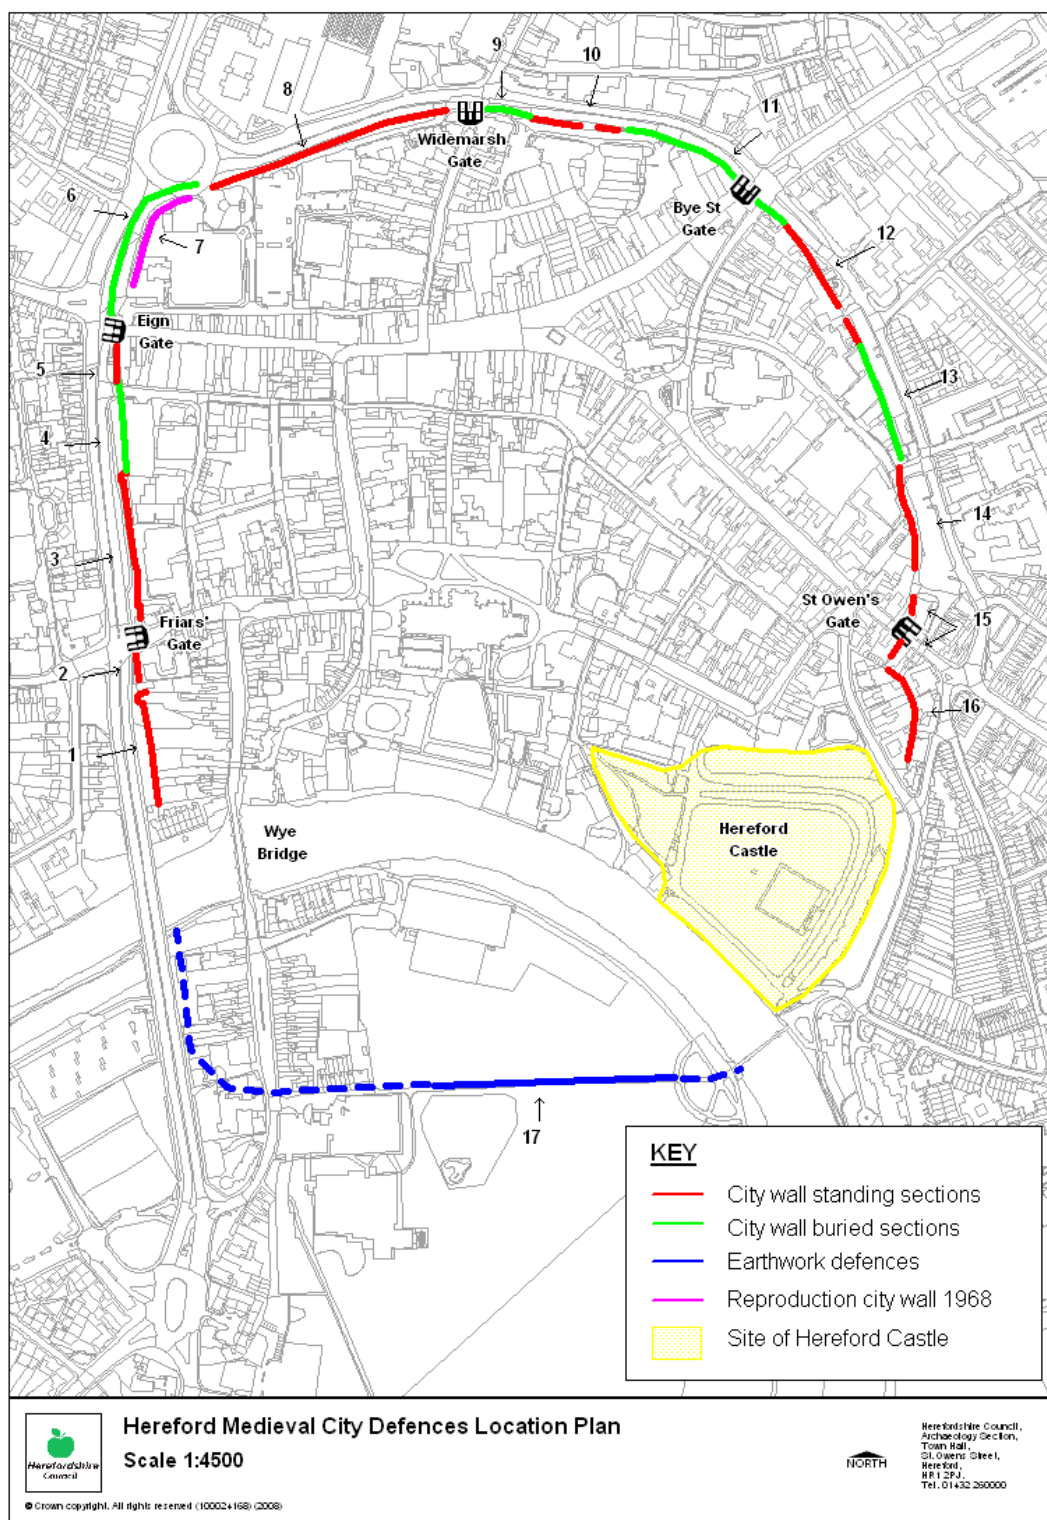 9
10
8
11
Widemarsh
Gate
6
Bye St
Gate
7
12
Eign
Gate
5
13
4
14
3
St Owen's
Gate
Friars'
Gate
15
2
16
1
Wye
Bridge
Hereford
Castle
17
KEY
City wall standing sections
City wall buried sections
Earthwork defences
Reproduction city wall 1968
Site of Hereford Castle
Herefordshire
Council
Hereford Medieval City Defences Location Plan
Scale 1:4500
© Crown copyright. All rights reserved (100024168) (2008)
NORTH
Herefordshire Council,
Archaeology Section,
Town Hall,
St. Owens Street,
Hereford,
HR1 2PJ.
Tel. 01432 260000